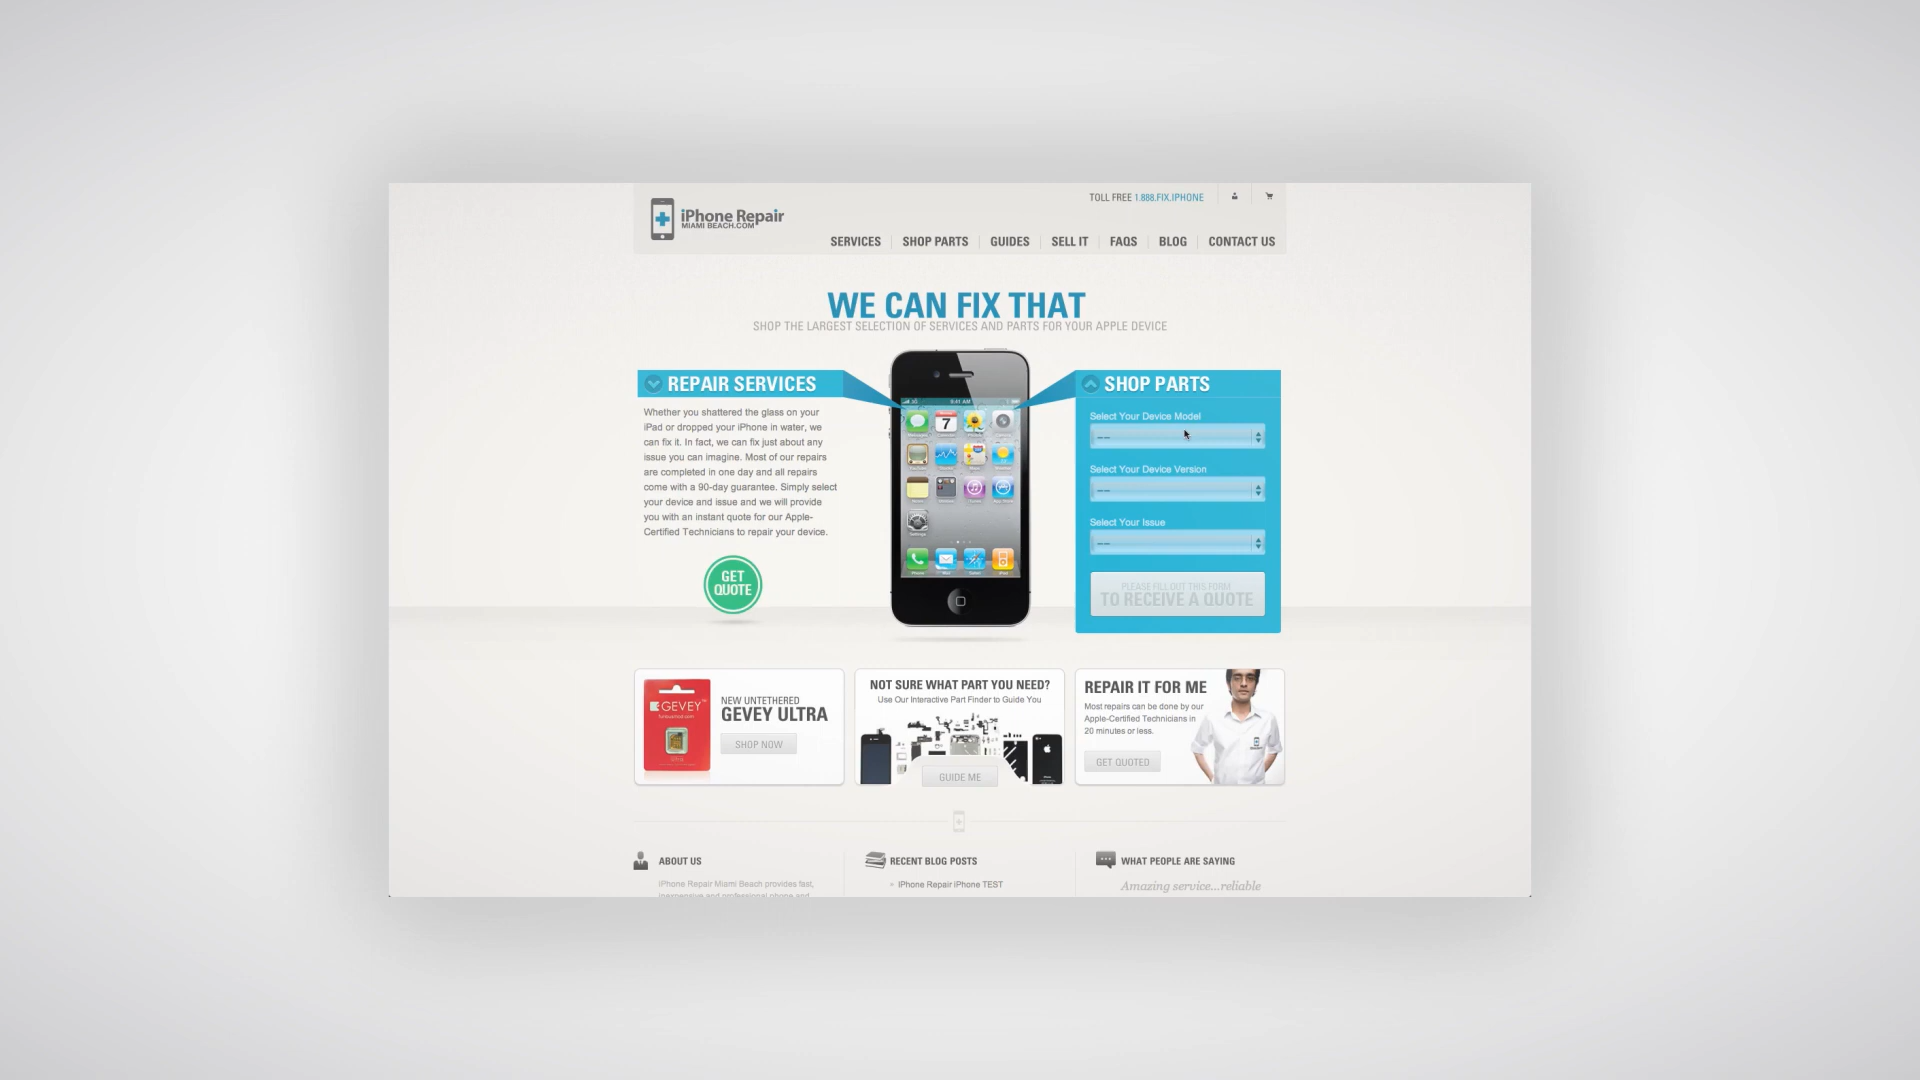 TOLL FREE 1.888.FIX.IPHONE
iPhone Repair
MIAMI BEACH.COM
SERVICES
SHOP PARTS
GUIDES
SELL IT
FAQS
BLOG
CONTACT US
WE CAN FIX THAT
SHOP THE LARGEST SELECTION OF SERVICES AND PARTS FOR YOUR APPLE DEVICE
REPAIR SERVICES
Whether you shattered the glass on your
iPad or dropped your iPhone in water, we
can fix it. In fact, we can fix just about any
issue you can imagine. Most of our repairs
are completed in one day and all repairs
come with a 90-day guarantee. Simply select
your device and issue and we will provide
you with an instant quote for our Apple-
Certified Technicians to repair your device.
GET
QUOTE
9:41 AM
7
SHOP PARTS
Select Your Device Model
---
Select Your Device Version
---
Select Your Issue
---
PLEASE FILL OUT THIS FORM
TO RECEIVE A QUOTE
GEVEY
NEW UNTETHERED
GEVEY ULTRA
SHOP NOW
NOT SURE WHAT PART YOU NEED?
Use Our Interactive Part Finder to Guide You
GUIDE ME
REPAIR IT FOR ME
Most repairs can be done by our
Apple-Certified Technicians in
20 minutes or less.
GET QUOTED
ABOUT US
iPhone Repair Miami Beach provides fast,
inexpensive and professional phone and
RECENT BLOG POSTS
iPhone Repair iPhone TEST
WHAT PEOPLE ARE SAYING
Amazing service...reliable